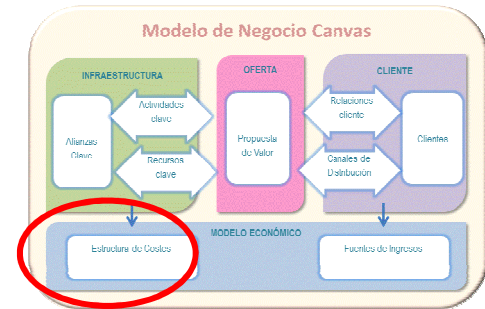 Modelo de Negocio Canvas
INFRAESTRUCTURA
OFERTA
CLIENTE
Alianzas
Clave
Actividades
clave
Recursos
clave
Propuesta
de Valor
Relaciones
cliente
Canales de
Distribución
Clientes
MODELO ECONÓMICO
Estructura de Costes
Fuentes de Ingresos